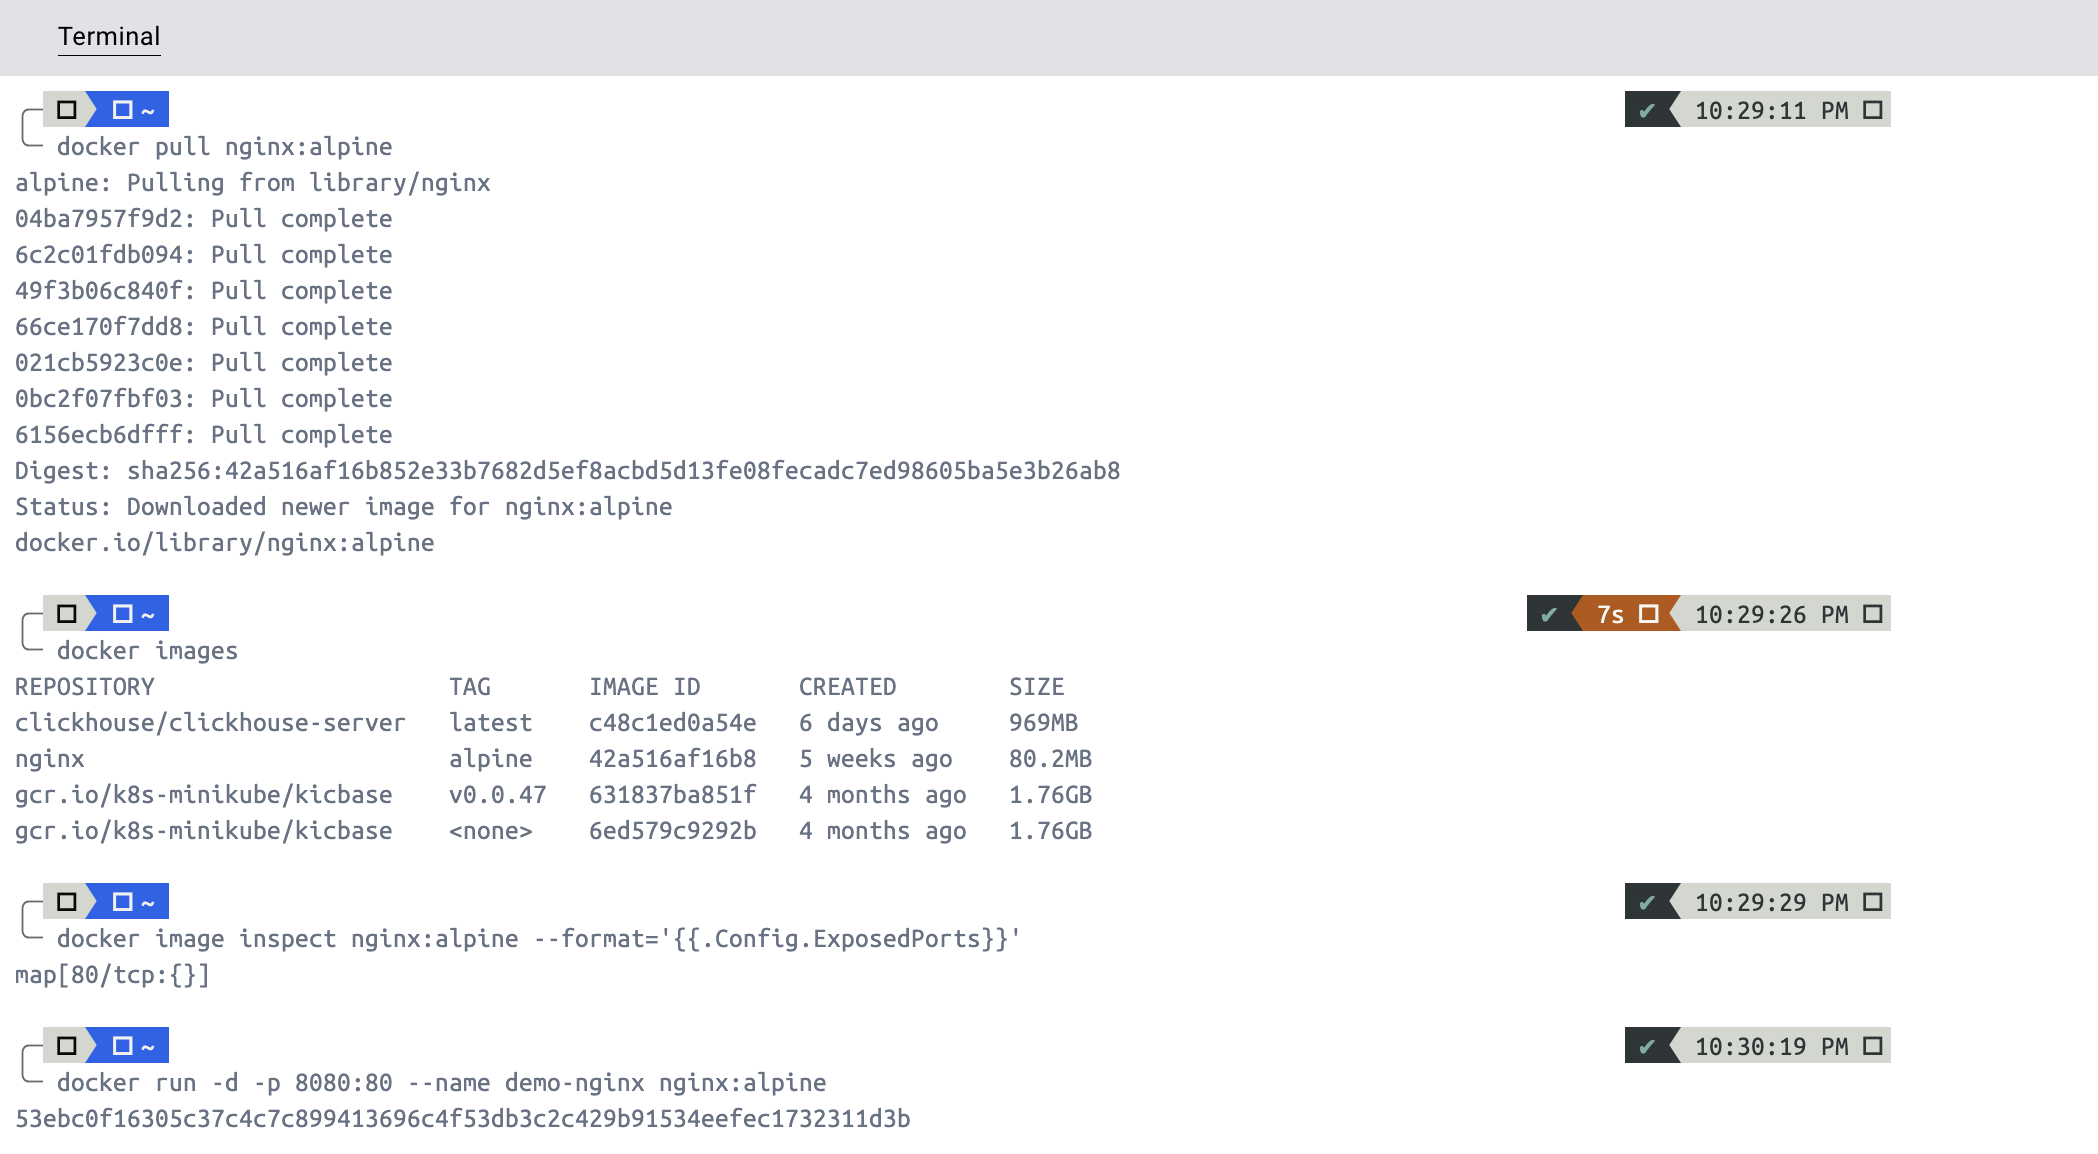 Terminal
~ ✔ 10:29:11 PM
docker pull nginx:alpine
alpine: Pulling from library/nginx
04ba7957f9d2: Pull complete
6c2c01fdb094: Pull complete
49f3b06c840f: Pull complete
66ce170f7dd8: Pull complete
021cb5923c0e: Pull complete
0bc2f07fbf03: Pull complete
6156ecb6dfff: Pull complete
Digest: sha256:42a516af16b852e33b7682d5ef8acbd5d13fe08fecadc7ed98605ba5e3b26ab8
Status: Downloaded newer image for nginx:alpine
docker.io/library/nginx:alpine
~ ✔ 7s 10:29:26 PM
docker images
REPOSITORY TAG IMAGE ID CREATED SIZE
clickhouse/clickhouse-server latest c48c1ed0a54e 6 days ago 969MB
nginx alpine 42a516af16b8 5 weeks ago 80.2MB
gcr.io/k8s-minikube/kicbase v0.0.47 631837ba851f 4 months ago 1.76GB
gcr.io/k8s-minikube/kicbase <none> 6ed579c9292b 4 months ago 1.76GB
~ ✔ 10:29:29 PM
docker image inspect nginx:alpine --format='{{.Config.ExposedPorts}}'
map[80/tcp:{}]
~ ✔ 10:30:19 PM
docker run -d -p 8080:80 --name demo-nginx nginx:alpine
53ebc0f16305c37c4c7c899413696c4f53db3c2c429b91534eefec1732311d3b